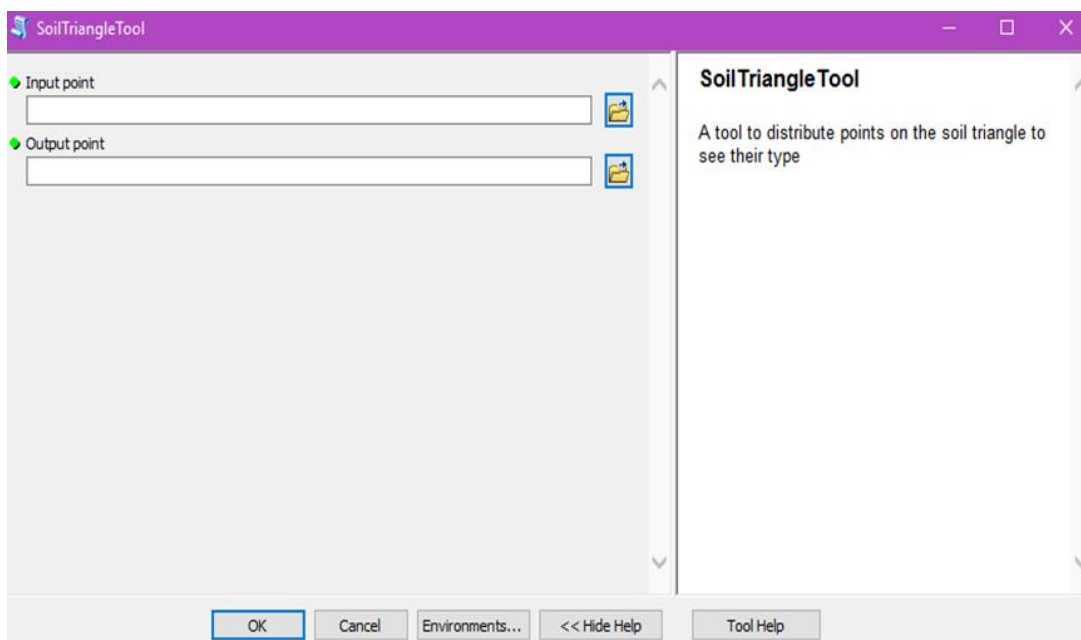 SoilTriangleTool
Input point
Output point
SoilTriangleTool
A tool to distribute points on the soil triangle to
see their type
OK
Cancel
Environments...
<< Hide Help
Tool Help